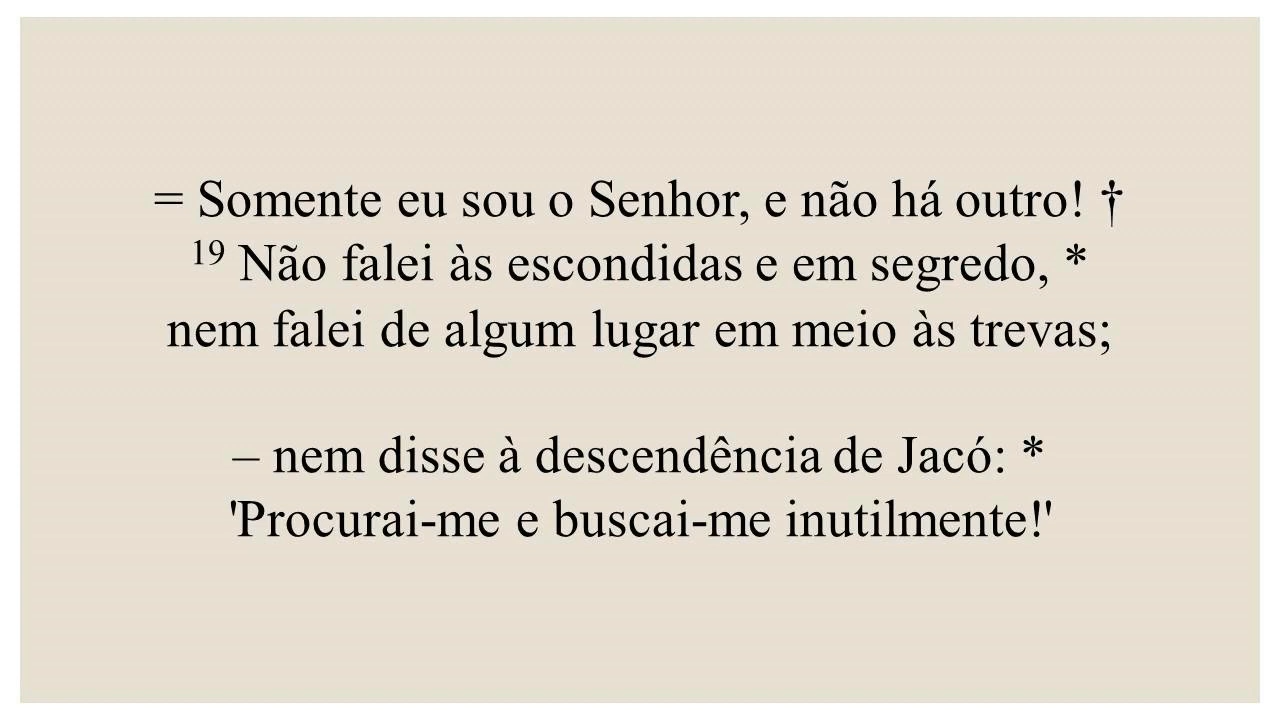 = Somente eu sou o Senhor, e não há outro! †
19 Não falei às escondidas e em segredo, *
nem falei de algum lugar em meio às trevas;
– nem disse à descendência de Jacó: *
'Procurai-me e buscai-me inutilmente!'